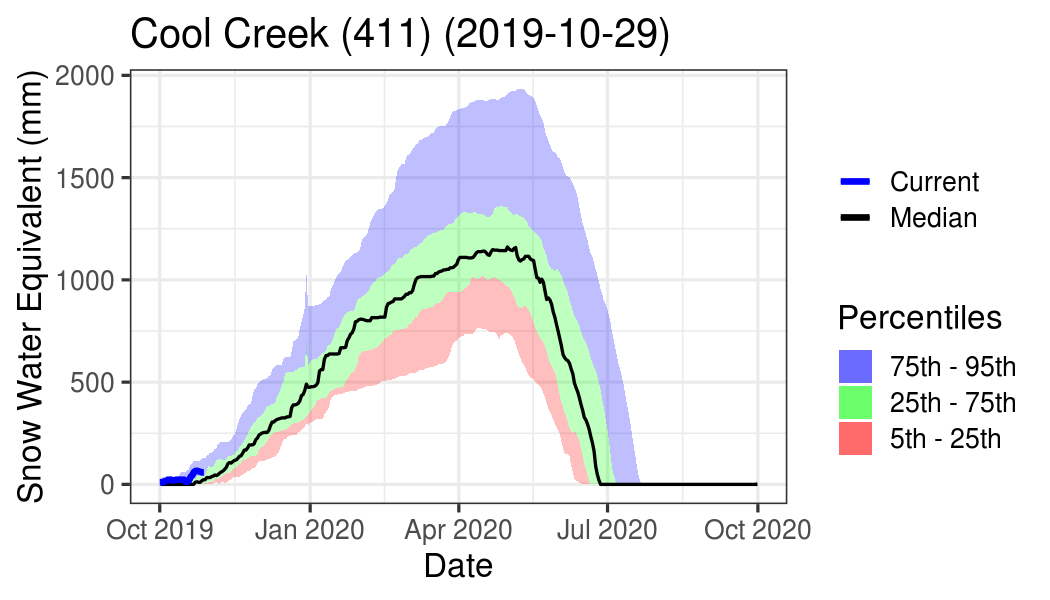 Cool Creek (411) (2019-10-29)
Snow Water Equivalent (mm)
2000
1500
1000
500
0
Oct 2019
Jan 2020
Apr 2020
Jul 2020
Oct 2020
Date
Current
Median
Percentiles
75th - 95th
25th - 75th
5th - 25th